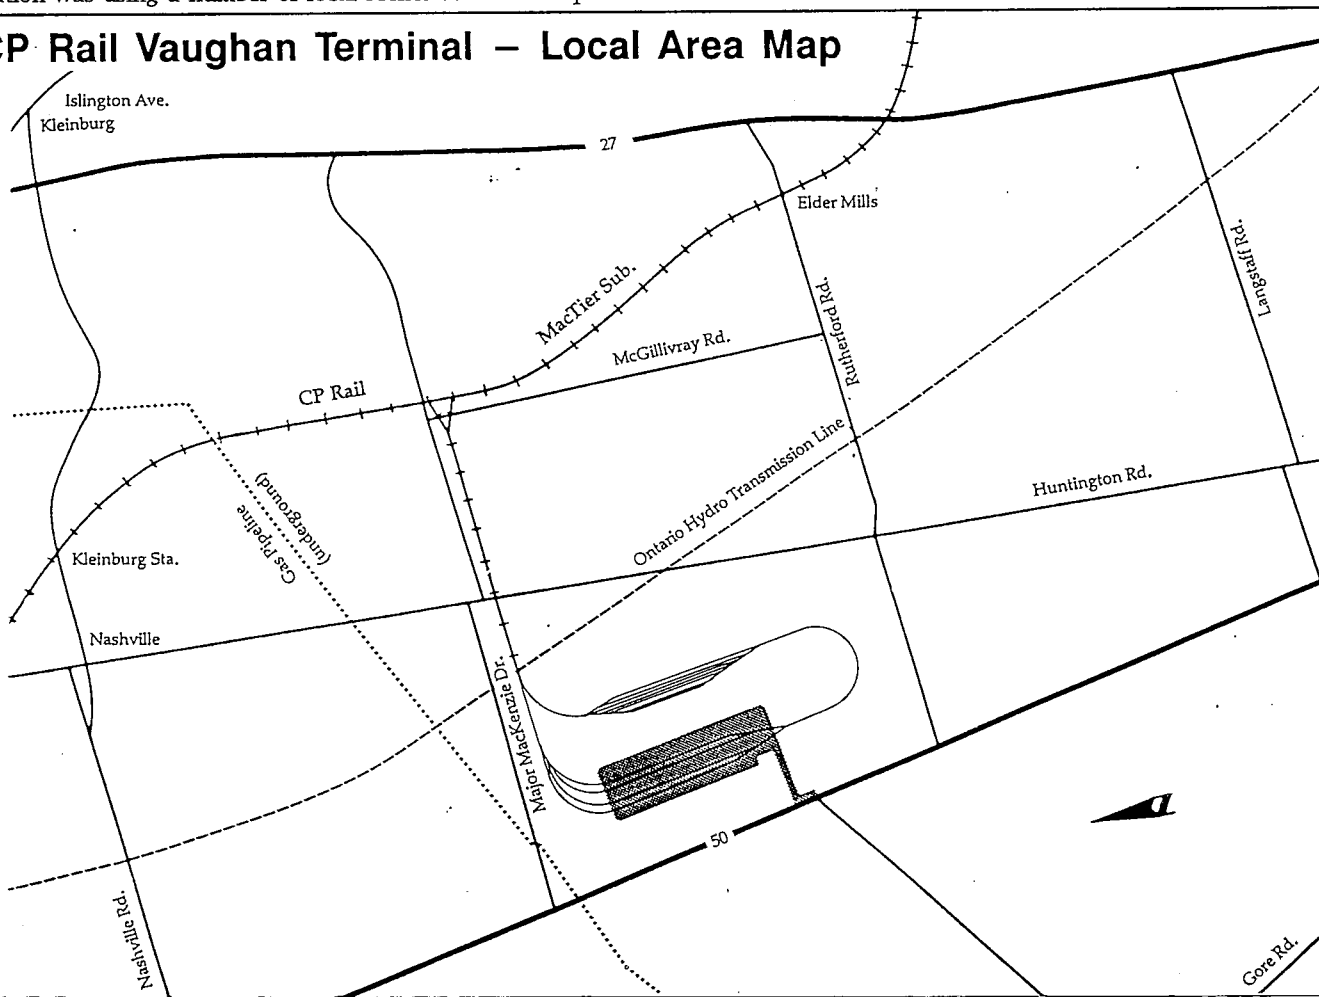 CP Rail Vaughan Terminal – Local Area Map
Islington Ave.
Kleinburg
27
Elder Mills
MacTier Sub.
McGillivray Rd.
Rutherford Rd.
Langstaff Rd.
CP Rail
Gas Pipeline
(underground)
Ontario Hydro Transmission Line
Huntington Rd.
Kleinburg Sta.
Nashville
Major MacKenzie Dr.
50
Nashville Rd.
Gore Rd.